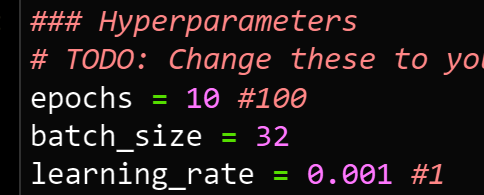 ### Hyperparameters
# TODO: Change these to
epochs = 10 #100
batch_size = 32
learning_rate = 0.001 #1